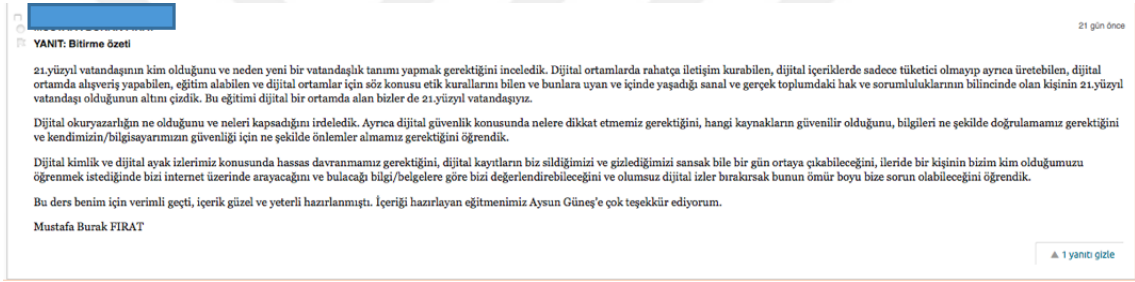 21 gün önce
YANIT: Bitirme özeti
21.yüzyıl vatandaşının kim olduğunu ve neden yeni bir vatandaşlık tanımı yapmak gerektiğini inceledik. Dijital ortamlarda rahatça iletişim kurabilen, dijital içeriklerde sadece tüketici olmayıp ayrıca üretebilen, dijital
ortamda alışveriş yapabilen, eğitim alabilen ve dijital ortamlar için söz konusu etik kurallarını bilen ve bunlara uyan ve içinde yaşadığı sanal ve gerçek toplumdaki hak ve sorumluluklarının bilincinde olan kişinin 21.yüzyıl
vatandaşı olduğunun altını çizdik. Bu eğitimi dijital bir ortamda alan bizler de 21.yüzyıl vatandaşıyız.
Dijital okuryazarlığın ne olduğunu ve neleri kapsadığını irdeledik. Ayrıca dijital güvenlik konusunda nelere dikkat etmemiz gerektiğini, hangi kaynakların güvenilir olduğunu, bilgileri ne şekilde doğrulamamız gerektiğini
ve kendimizin/bilgisayarımızın güvenliği için ne şekilde önlemler almamız gerektiğini öğrendik.
Dijital kimlik ve dijital ayak izlerimiz konusunda hassas davranmamız gerektiğini, dijital kayıtların biz sildiğimizi ve gizlediğimizi sansak bile bir gün ortaya çıkabileceğini, ileride bir kişinin bizim kim olduğumuzu
öğrenmek istediğinde bizi internet üzerinde arayacağını ve bulacağı bilgi/belgelere göre bizi değerlendirebileceğini ve olumsuz dijital izler bırakırsak bunun ömür boyu bize sorun olabileceğini öğrendik.
Bu ders benim için verimli geçti, içerik güzel ve yeterli hazırlanmıştı. İçeriği hazırlayan eğitmenimiz Aysun Güneş'e çok teşekkür ediyorum.
Mustafa Burak FIRAT
▲ 1 yanıtı gizle